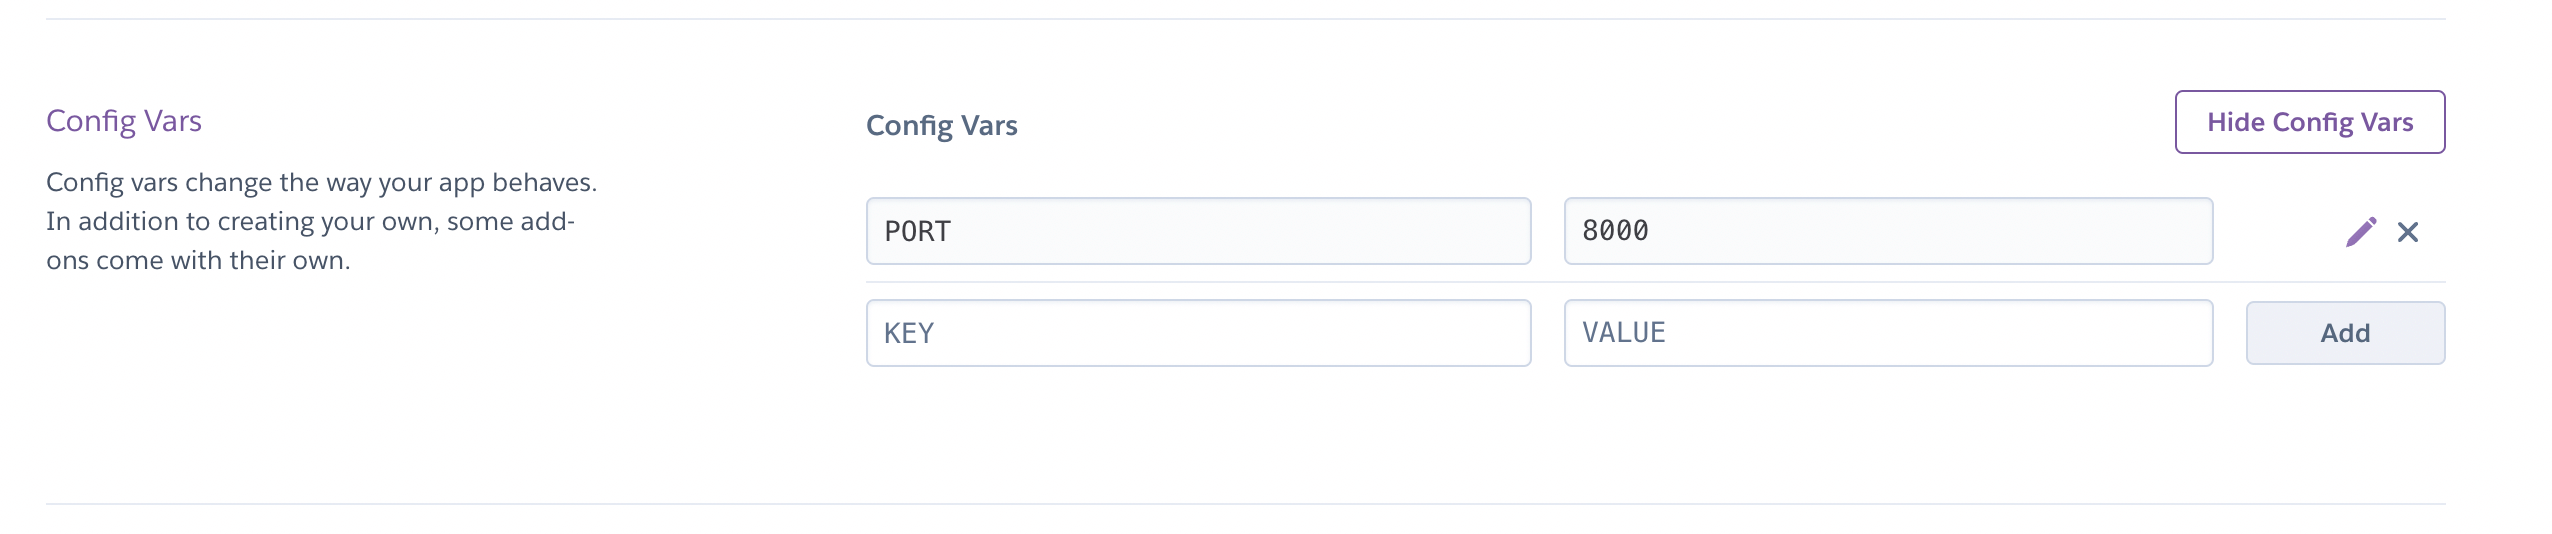 Config Vars
Config vars change the way your app behaves.
In addition to creating your own, some add-
ons come with their own.
Config Vars
Hide Config Vars
PORT
8000
KEY
VALUE
Add